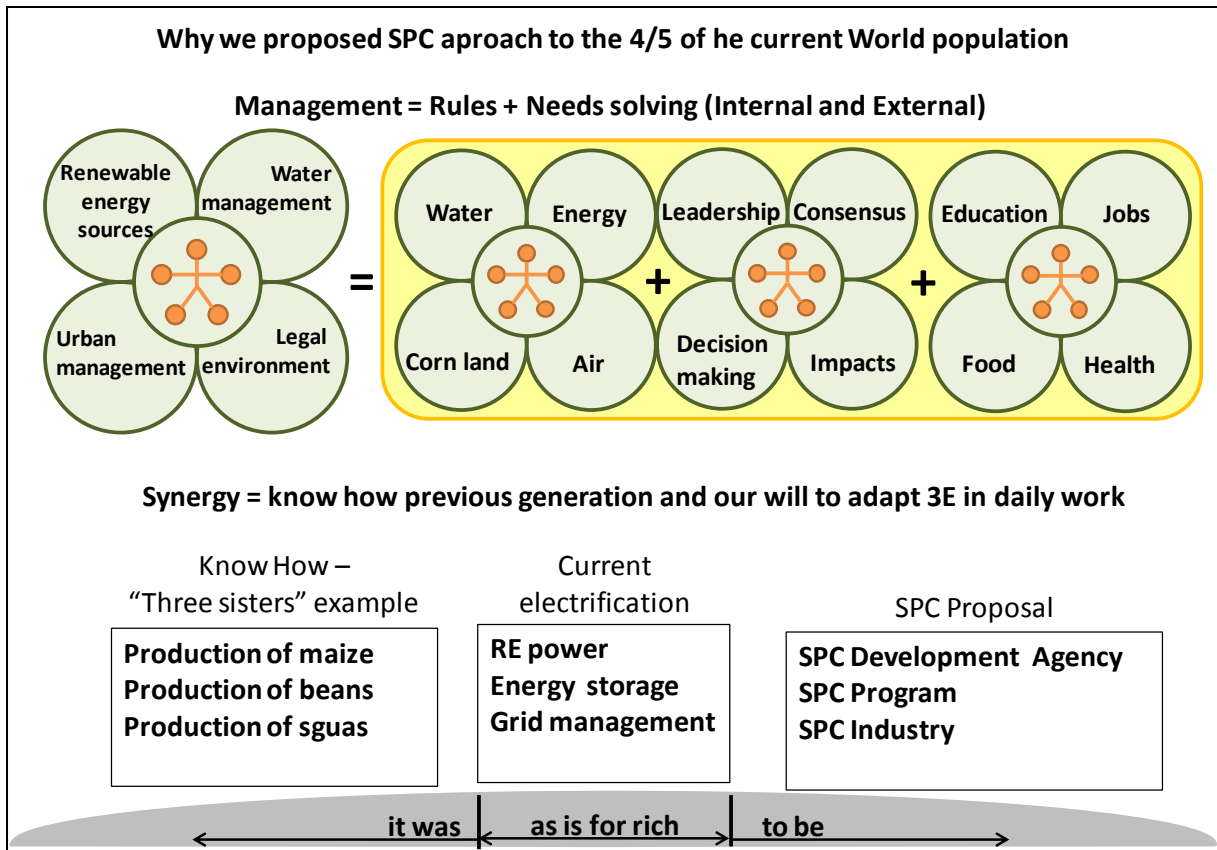 Why we proposed SPC aproach to the 4/5 of he current World population
Management = Rules + Needs solving (Internal and External)
Renewable
energy
sources
Water
management
Urban
management
Legal
environment
=
Water
Energy
Corn land
Air
+
Leadership
Consensus
Decision
making
Impacts
+
Education
Jobs
Food
Health
Synergy = know how previous generation and our will to adapt 3E in daily work
Know How –
“Three sisters” example
Production of maize
Production of beans
Production of sguas
Current
electrification
RE power
Energy storage
Grid management
SPC Proposal
SPC Development Agency
SPC Program
SPC Industry
it was
as is for rich
to be